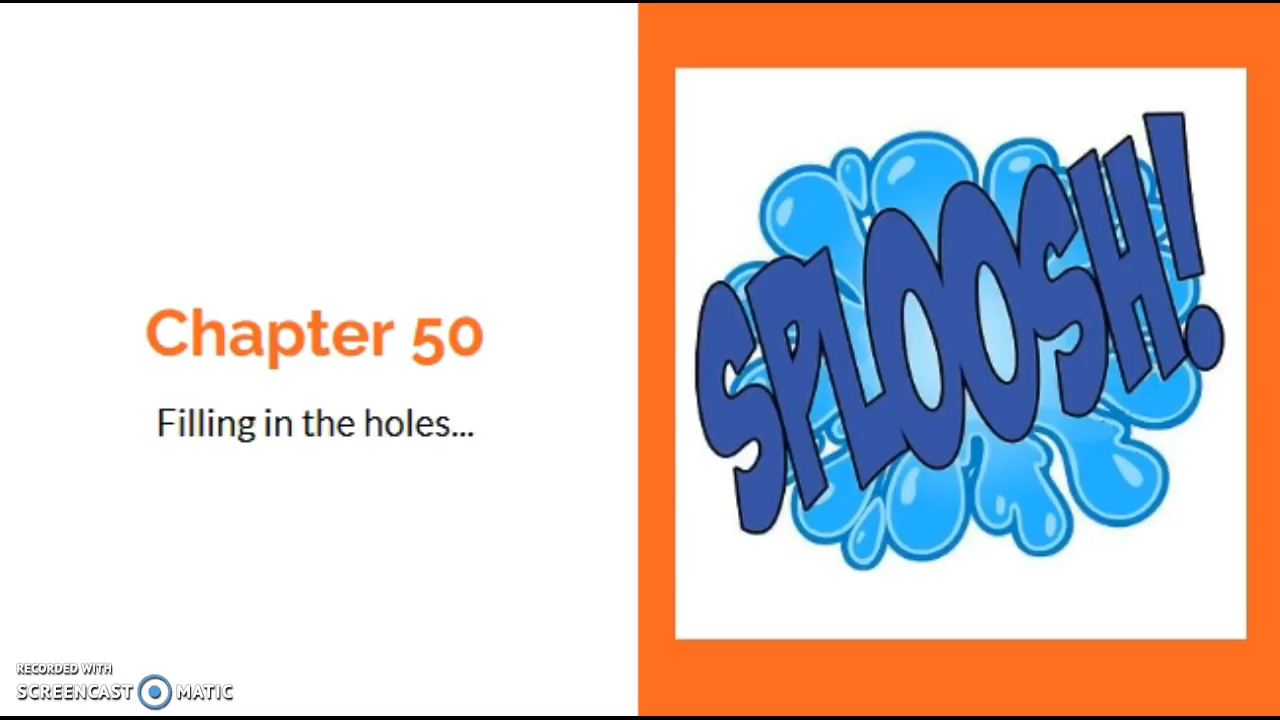 Chapter 50
Filling in the holes...
SPLOOSH!
RECORDED WITH
SCREENCAST MATIC